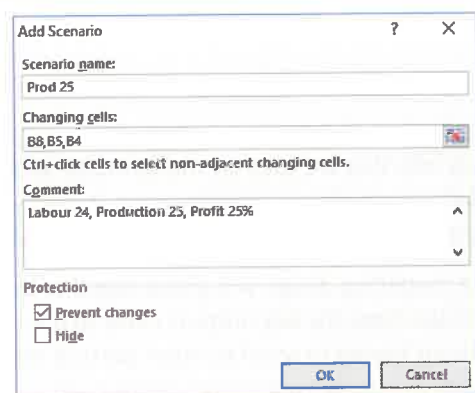 Add Scenario ? ×
Scenario name:
Prod 25
Changing cells:
B8,B5,B4
Ctrl+click cells to select non-adjacent changing cells.
Comment:
Labour 24, Production 25, Profit 25%
Protection
Prevent changes
Hide
OK Cancel